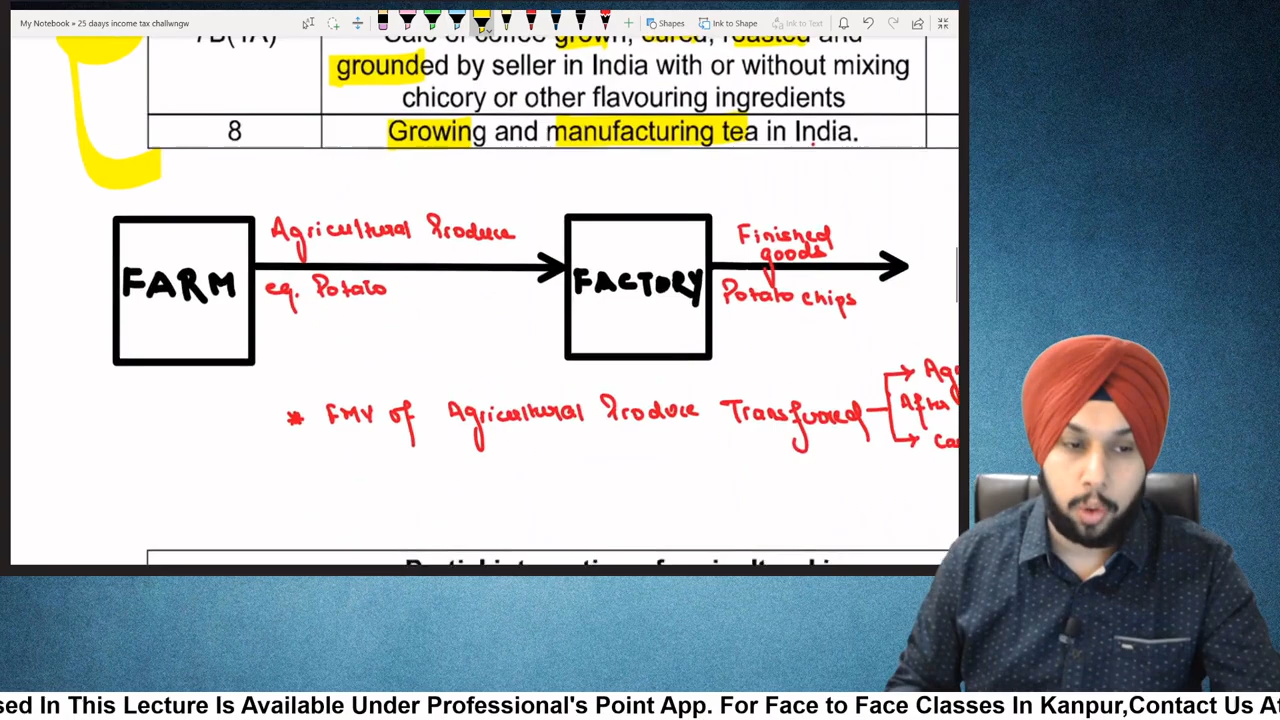 My Notebook » 25 daays income tax challwngw
Shapes
Ink to Shape
Ink to Text
7B(1A)
Sale of coffee grown, cured, roasted and
grounded by seller in India with or without mixing
chicory or other flavouring ingredients
8
Growing and manufacturing tea in India.
FARM
Agricultural Produce
eg. Potato
FACTORY
Finished
goods
Potato chips
* FMV of Agricultural Produce Transfered
After
sed In This Lecture Is Available Under Professional's Point App. For Face to Face Classes In Kanpur,Contact Us A